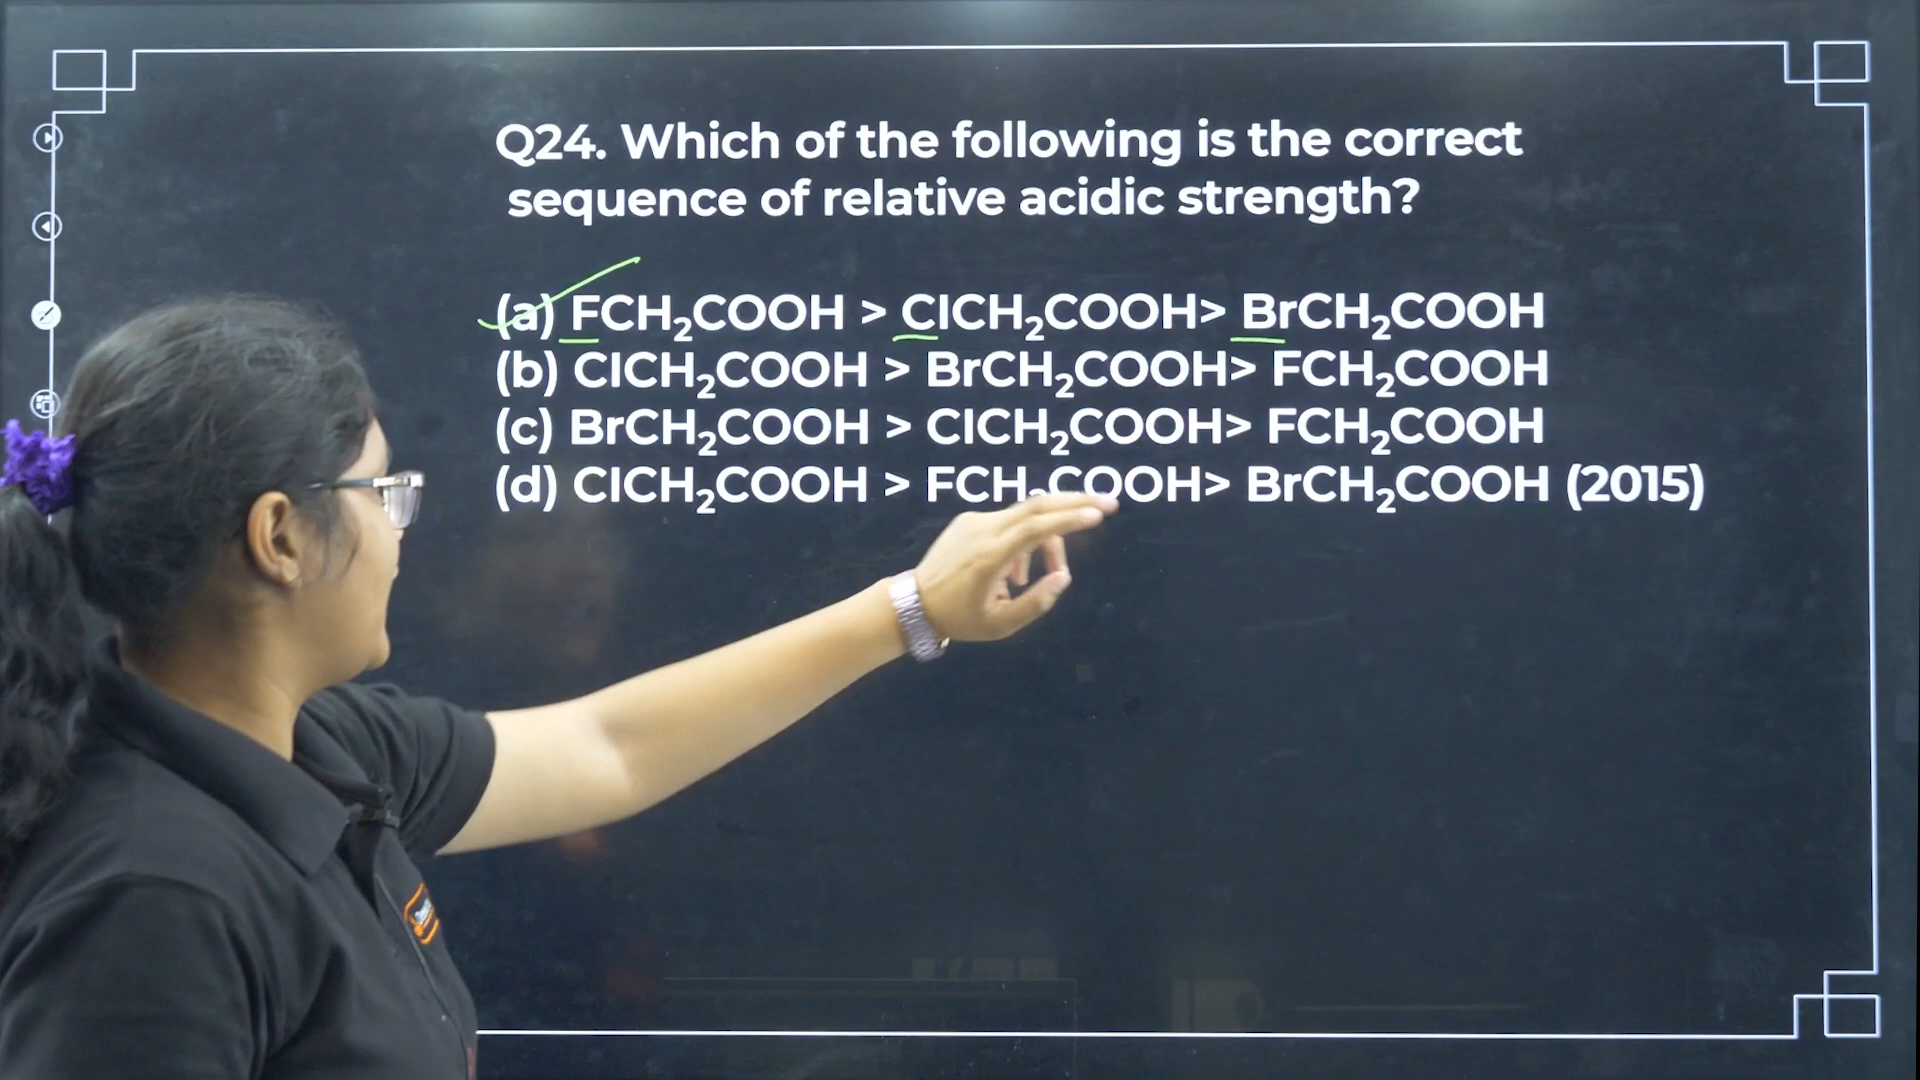 Q24. Which of the following is the correct
sequence of relative acidic strength?
(a) FCH₂COOH > ClCH₂COOH> BrCH₂COOH
(b) ClCH₂COOH > BrCH₂COOH> FCH₂COOH
(c) BrCH₂COOH > ClCH₂COOH> FCH₂COOH
(d) ClCH₂COOH > FCH₂COOH> BrCH₂COOH (2015)